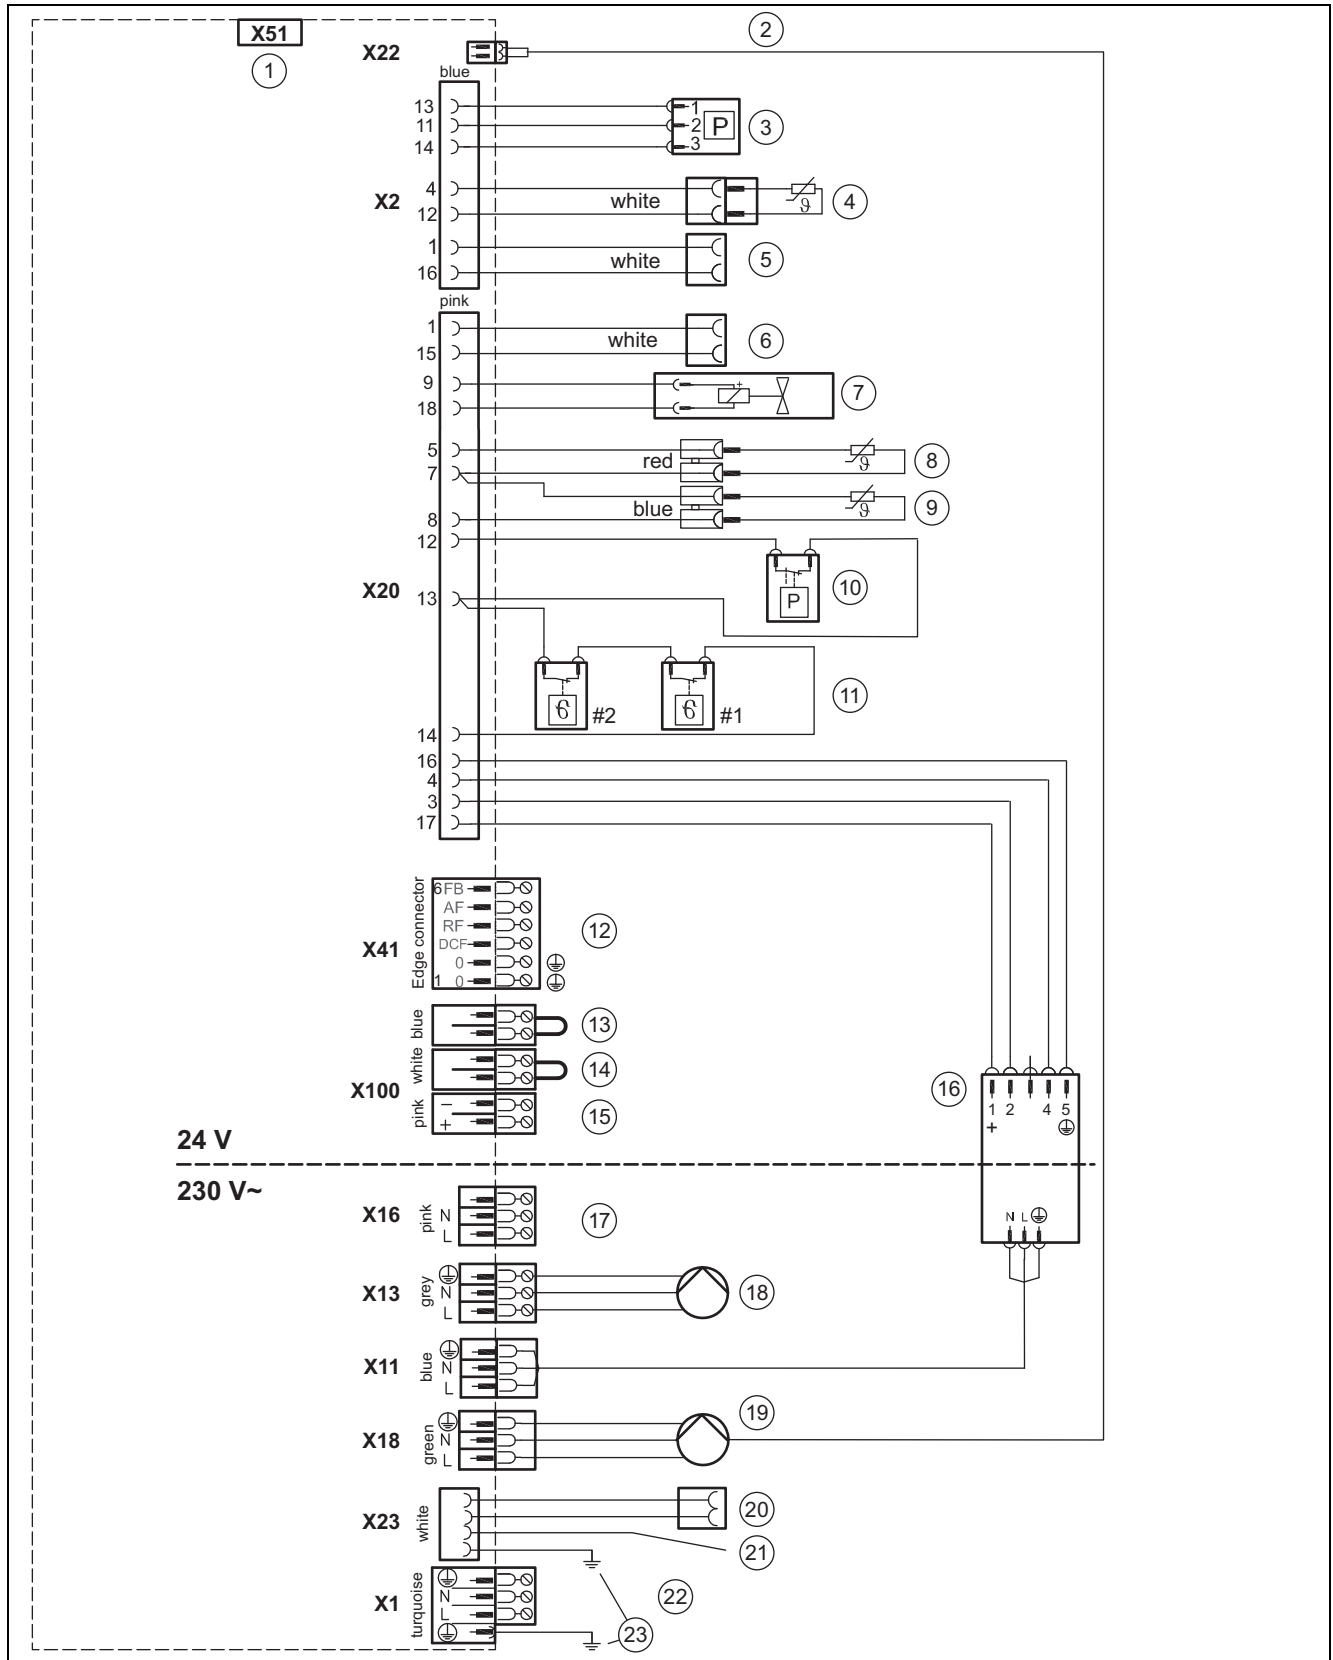 X51
1
X22
2
blue
13
11
14
1
2
3
P
3
X2
4
12
white
ϑ
4
1
16
white
5
pink
1
15
white
6
9
18
+
7
5
7
red
ϑ
8
blue
ϑ
9
8
12
P
10
X20
13
ϑ
#2
ϑ
#1
11
14
16
4
3
17
Edge connector
X41
6 FB
AF
RF
DCF
0
1 0
12
blue
13
white
14
X100
pink
−
+
15
16
1 2 4 5
+
24 V
230 V~
N L
X16
pink
N
L
17
X13
grey
N
L
18
X11
blue
N
L
X18
green
N
L
19
X23
white
20
21
X1
turquoise
N
L
22
23